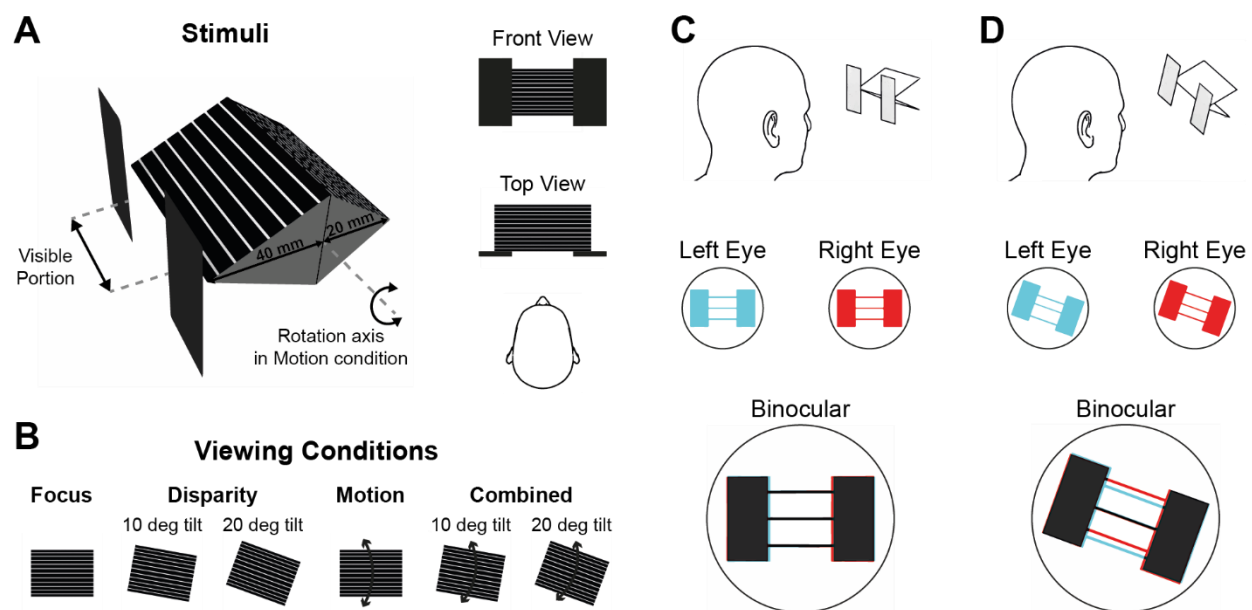 A
Stimuli
Visible
Portion
40 mm
20 mm
Rotation axis
in Motion condition
Front View
Top View
B
Viewing Conditions
Focus
Disparity
10 deg tilt
20 deg tilt
Motion
Combined
10 deg tilt
20 deg tilt
C
Left Eye
Right Eye
Binocular
D
Left Eye
Right Eye
Binocular